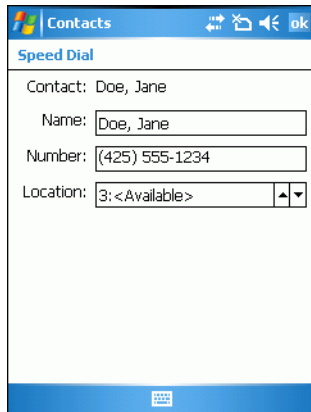 Contacts ok
Speed Dial
Contact: Doe, Jane
Name: Doe, Jane
Number: (425) 555-1234
Location: 3:<Available>